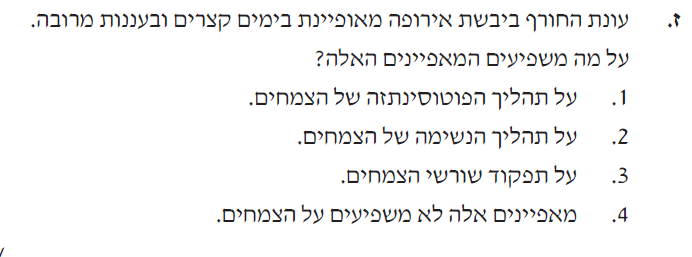 ז. עונת החורף ביבשת אירופה מאופיינת בימים קצרים ובעננות מרובה.
על מה משפיעים המאפיינים האלה?
1. על תהליך הפוטוסינתזה של הצמחים.
2. על תהליך הנשימה של הצמחים.
3. על תפקוד שורשי הצמחים.
4. מאפיינים אלה לא משפיעים על הצמחים.